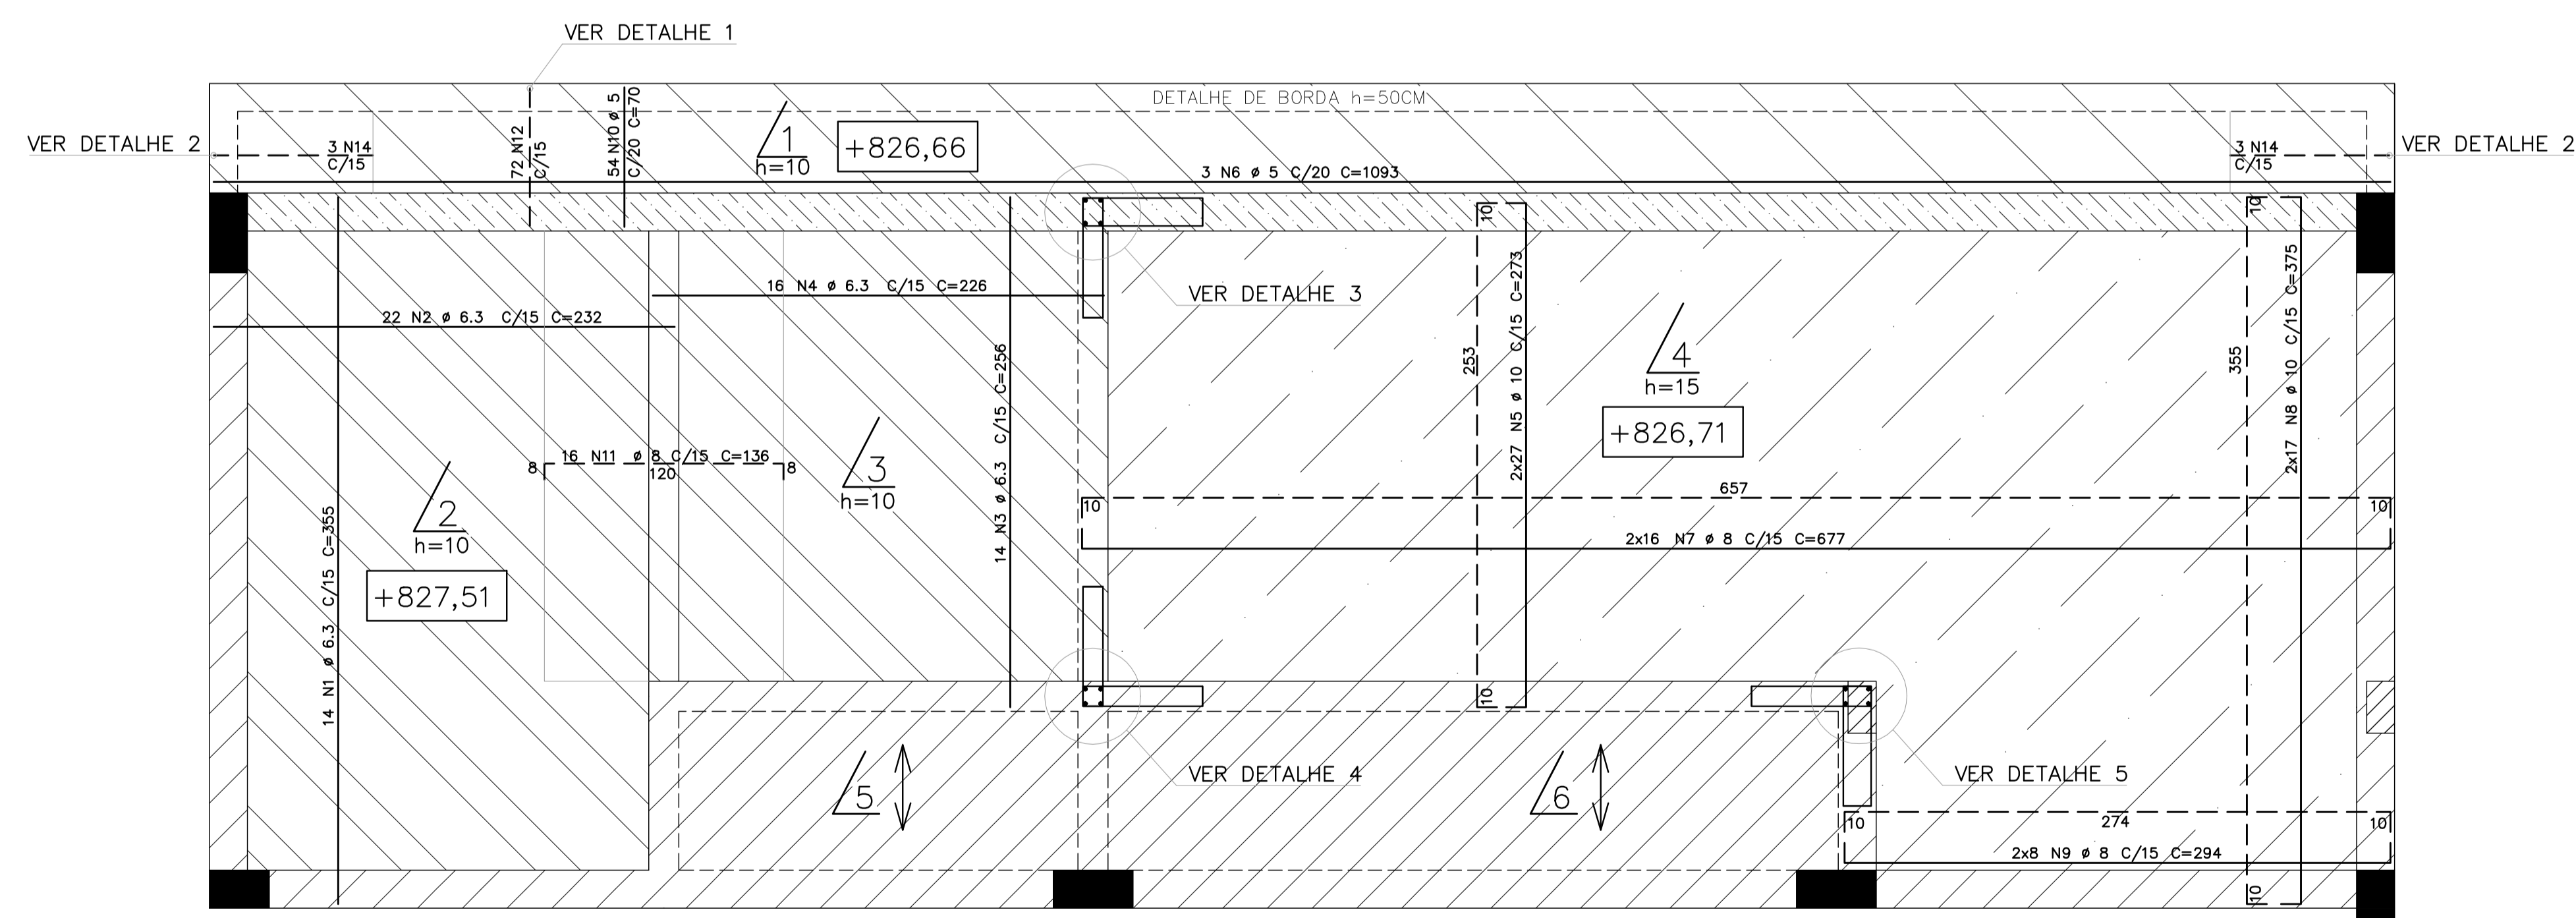 VER DETALHE 1
DETALHE DE BORDA h=50CM
VER DETALHE 2
3 N14
C/15
72 N12
C/15
54 N10 ø 5
C/20 C=70
1
h=10
+826,66
3 N14
C/15
VER DETALHE 2
3 N6 ø 5 C/20 C=1093
16 N4 ø 6.3 C/15 C=226
22 N2 ø 6.3 C/15 C=232
VER DETALHE 3
14 N1 ø 6.3 C/15 C=355
14 N3 ø 6.3 C/15 C=256
10
253
10
2x27 N5 ø 10 C/15 C=273
4
h=15
+826,71
10
355
10
2x17 N8 ø 10 C/15 C=375
8
16 N11 ø 8 C/15 C=136
120
8
3
h=10
2
h=10
+827,51
10
657
10
2x16 N7 ø 8 C/15 C=677
5
VER DETALHE 4
6
VER DETALHE 5
10
274
10
2x8 N9 ø 8 C/15 C=294